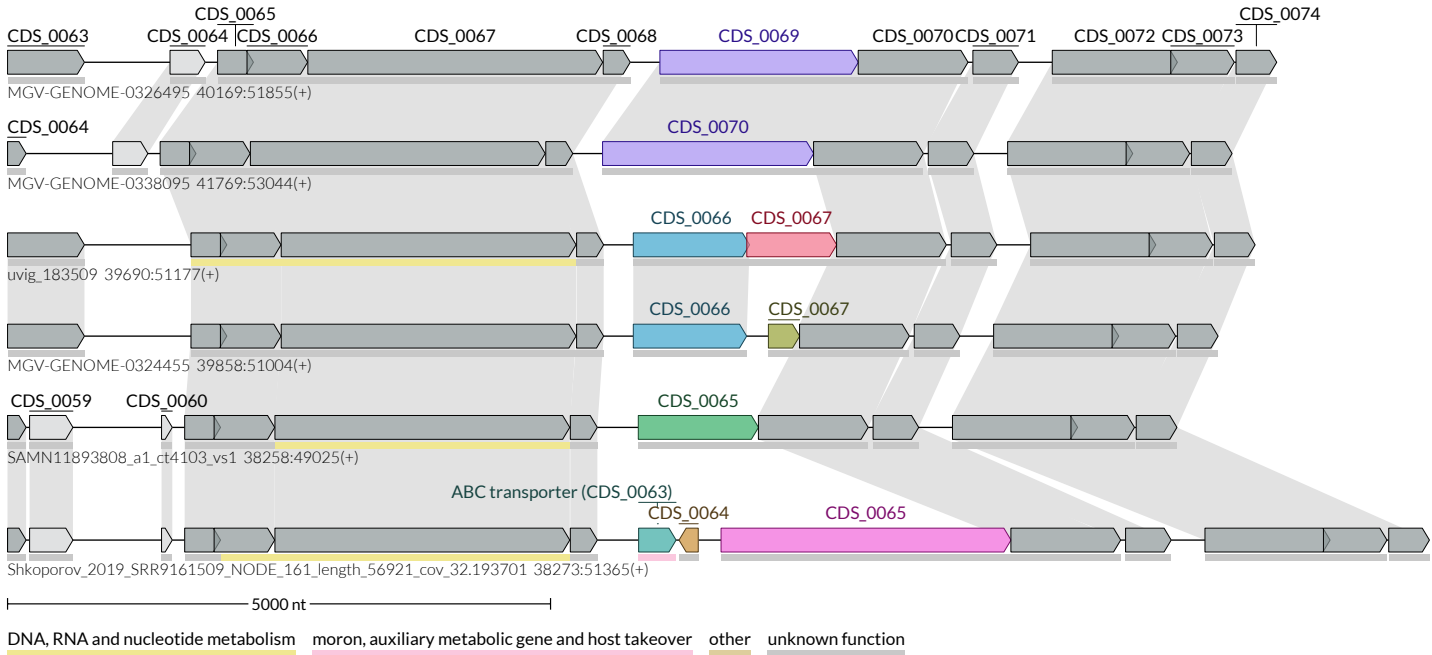 CDS_0065 CDS_0074
CDS_0063 CDS_0064 CDS_0066 CDS_0067 CDS_0068 CDS_0069 CDS_0070 CDS_0071 CDS_0072 CDS_0073
MGV-GENOME-0326495 40169:51855(+)
CDS_0064 CDS_0070
MGV-GENOME-0338095 41769:53044(+)
CDS_0066 CDS_0067
uvig_183509 39690:51177(+)
CDS_0066 CDS_0067
MGV-GENOME-0324455 39858:51004(+)
CDS_0059 CDS_0060 CDS_0065
SAMN11893808_a1_ct4103_vs1 38258:49025(+)
ABC transporter (CDS_0063)
CDS_0064 CDS_0065
Shkoporov_2019_SRR9161509_NODE_161_length_56921_cov_32.193701 38273:51365(+)
5000 nt
DNA, RNA and nucleotide metabolism moron, auxiliary metabolic gene and host takeover other unknown function